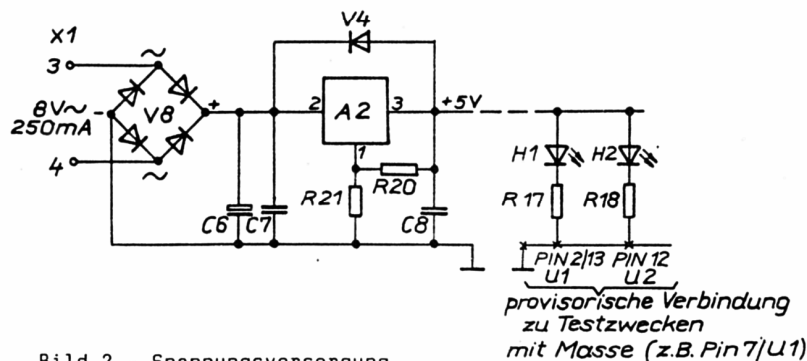 V4
X1
3
~
8V~
250mA
-
V8
+
2
A2
3
+5V
1
4
~
R20
R21
C6
C7
C8
H1
H2
R17
R18
PIN 2/13
U1
PIN 12
U2
provisorische Verbindung
zu Testzwecken
mit Masse (z.B. Pin 7/U1)
Bild 2 Spannungsversorgung